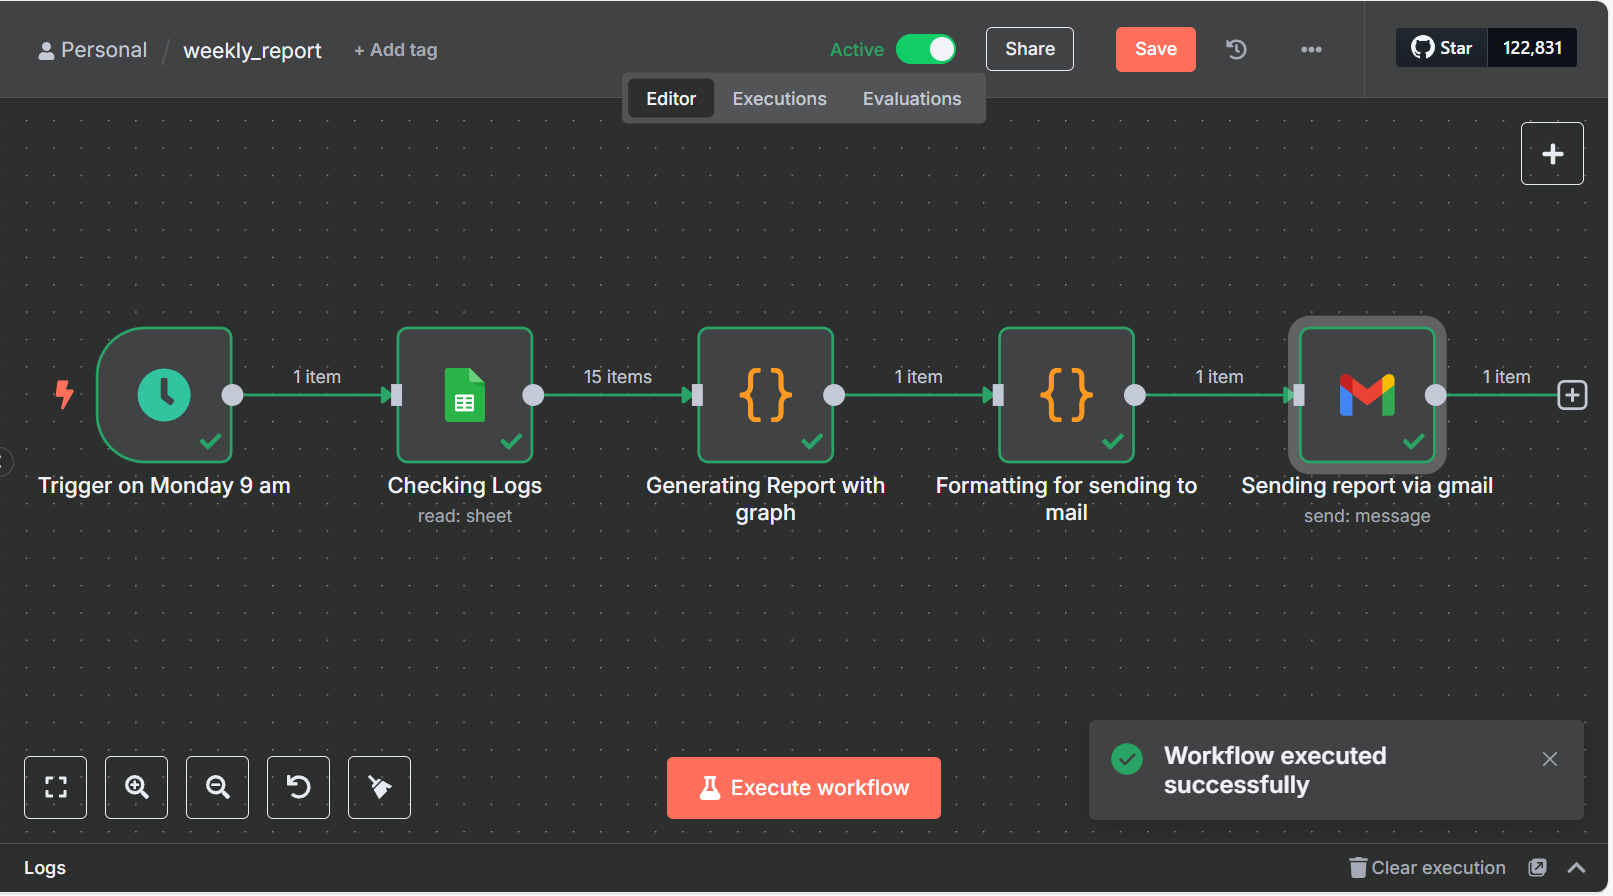 Personal / weekly_report + Add tag
Active Share Save Star 122,831
Editor Executions Evaluations
1 item 15 items 1 item 1 item 1 item
Trigger on Monday 9 am
Checking Logs
read: sheet
Generating Report with
graph
Formatting for sending to
mail
Sending report via gmail
send: message
Workflow executed
successfully
Execute workflow
Logs
Clear execution